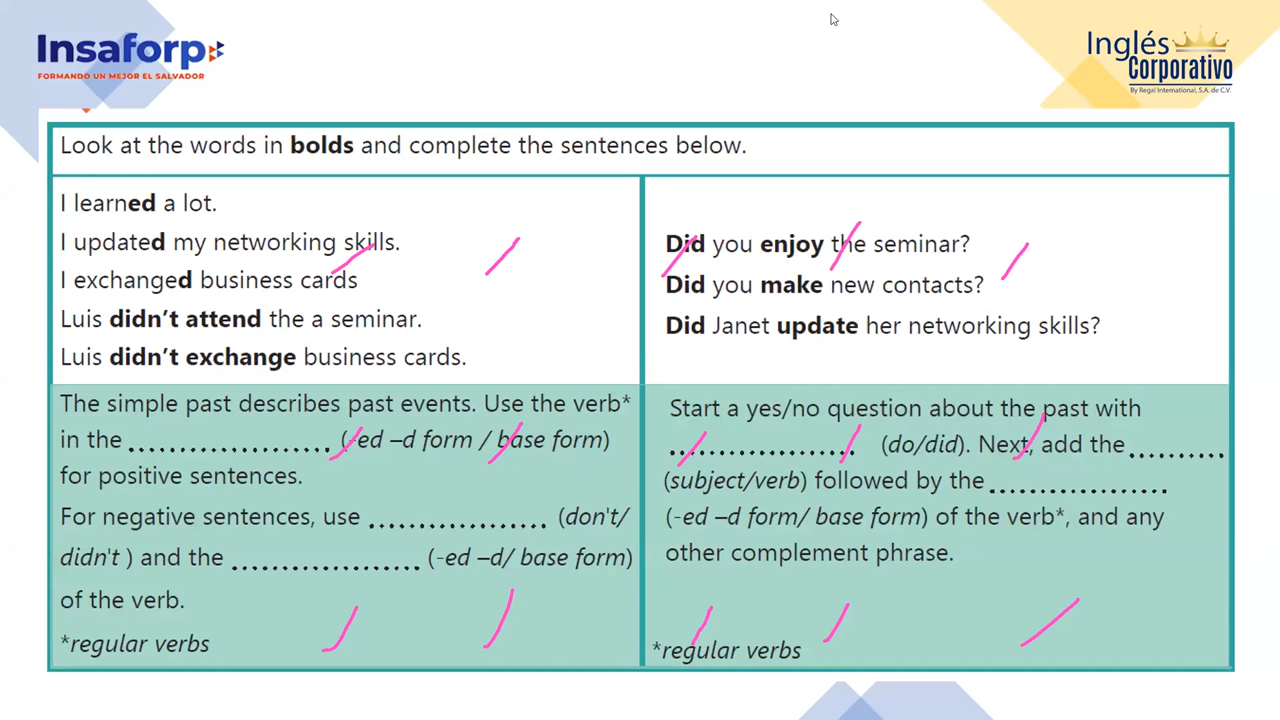 Insaforp
FORMANDO UN MEJOR EL SALVADOR
Inglés
Corporativo
By Regal International, S.A. de C.V.
Look at the words in bolds and complete the sentences below.
I learned a lot.
I updated my networking skills.
I exchanged business cards
Luis didn't attend the a seminar.
Luis didn't exchange business cards.
Did you enjoy the seminar?
Did you make new contacts?
Did Janet update her networking skills?
The simple past describes past events. Use the verb*
in the .................... (-ed –d form / base form)
for positive sentences.
For negative sentences, use .................. (don't/
didn't ) and the ................... (-ed –d/ base form)
of the verb.
*regular verbs
Start a yes/no question about the past with
................... (do/did). Next, add the ..........
(subject/verb) followed by the ..................
(-ed –d form/ base form) of the verb*, and any
other complement phrase.
*regular verbs